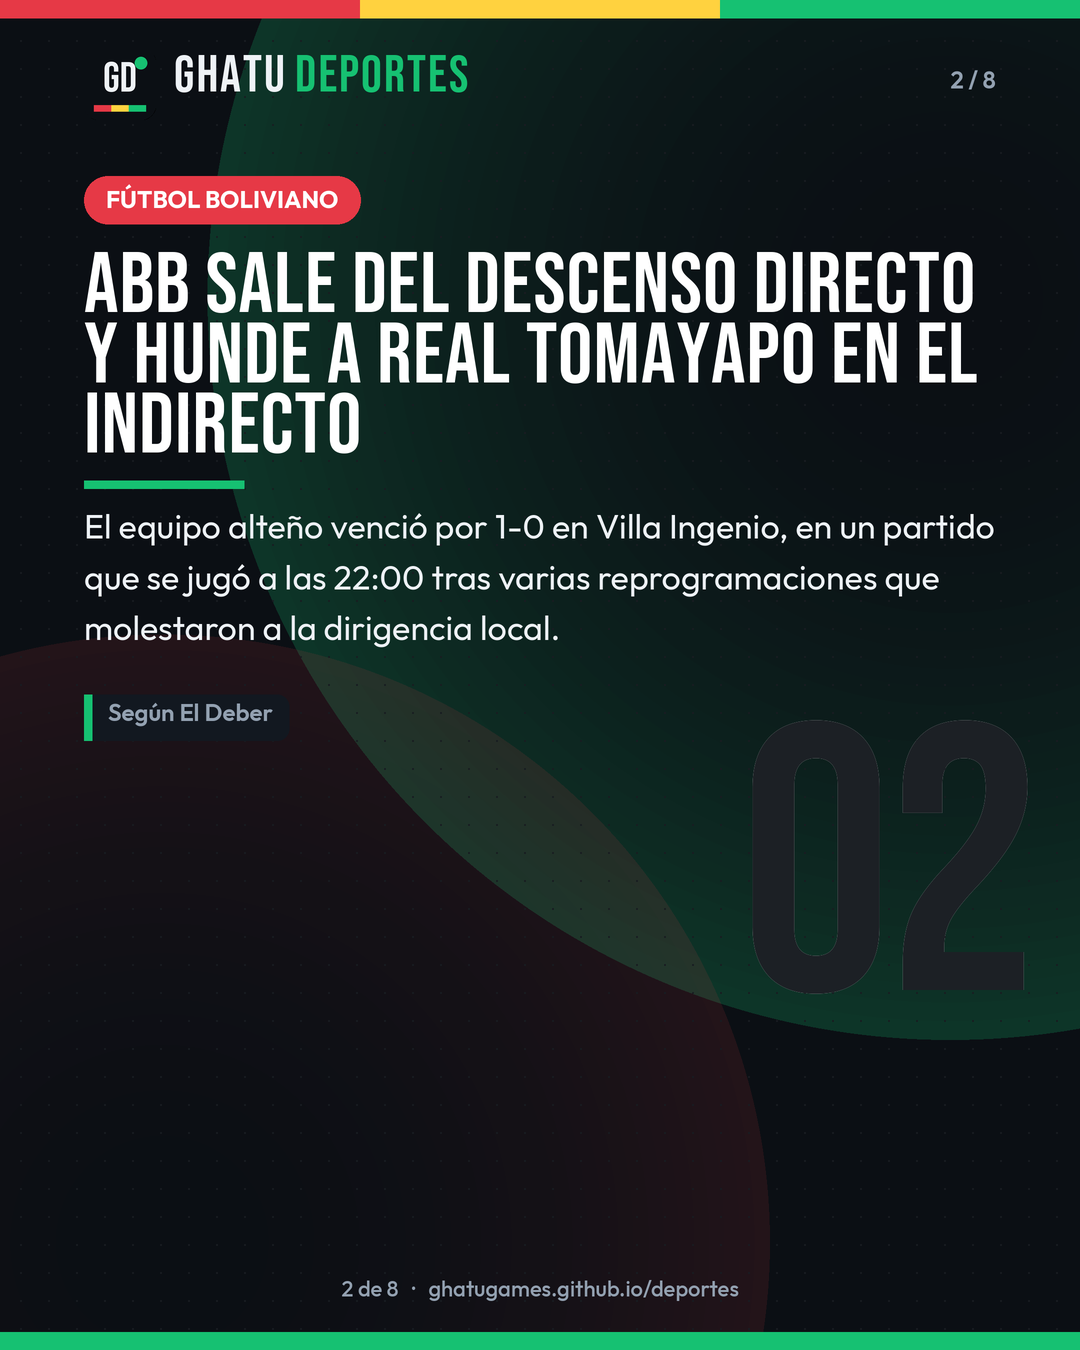 GD GHATU DEPORTES
2 / 8
FÚTBOL BOLIVIANO
ABB SALE DEL DESCENSO DIRECTO
Y HUNDE A REAL TOMAYAPO EN EL
INDIRECTO
El equipo alteño venció por 1-0 en Villa Ingenio, en un partido
que se jugó a las 22:00 tras varias reprogramaciones que
molestaron a la dirigencia local.
Según El Deber
02
2 de 8 · ghatugames.github.io/deportes